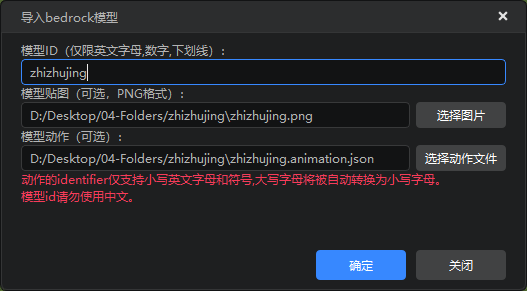 导入bedrock模型
模型ID（仅限英文字母,数字,下划线）:
zhizhujing
模型贴图（可选，PNG格式）:
D:/Desktop/04-Folders/zhizhujing\zhizhujing.png
选择图片
模型动作（可选）:
D:/Desktop/04-Folders/zhizhujing\zhizhujing.animation.json
选择动作文件
动作的identifier仅支持小写英文字母和符号,大写字母将被自动转换为小写字母。
模型id请勿使用中文。
确定
关闭